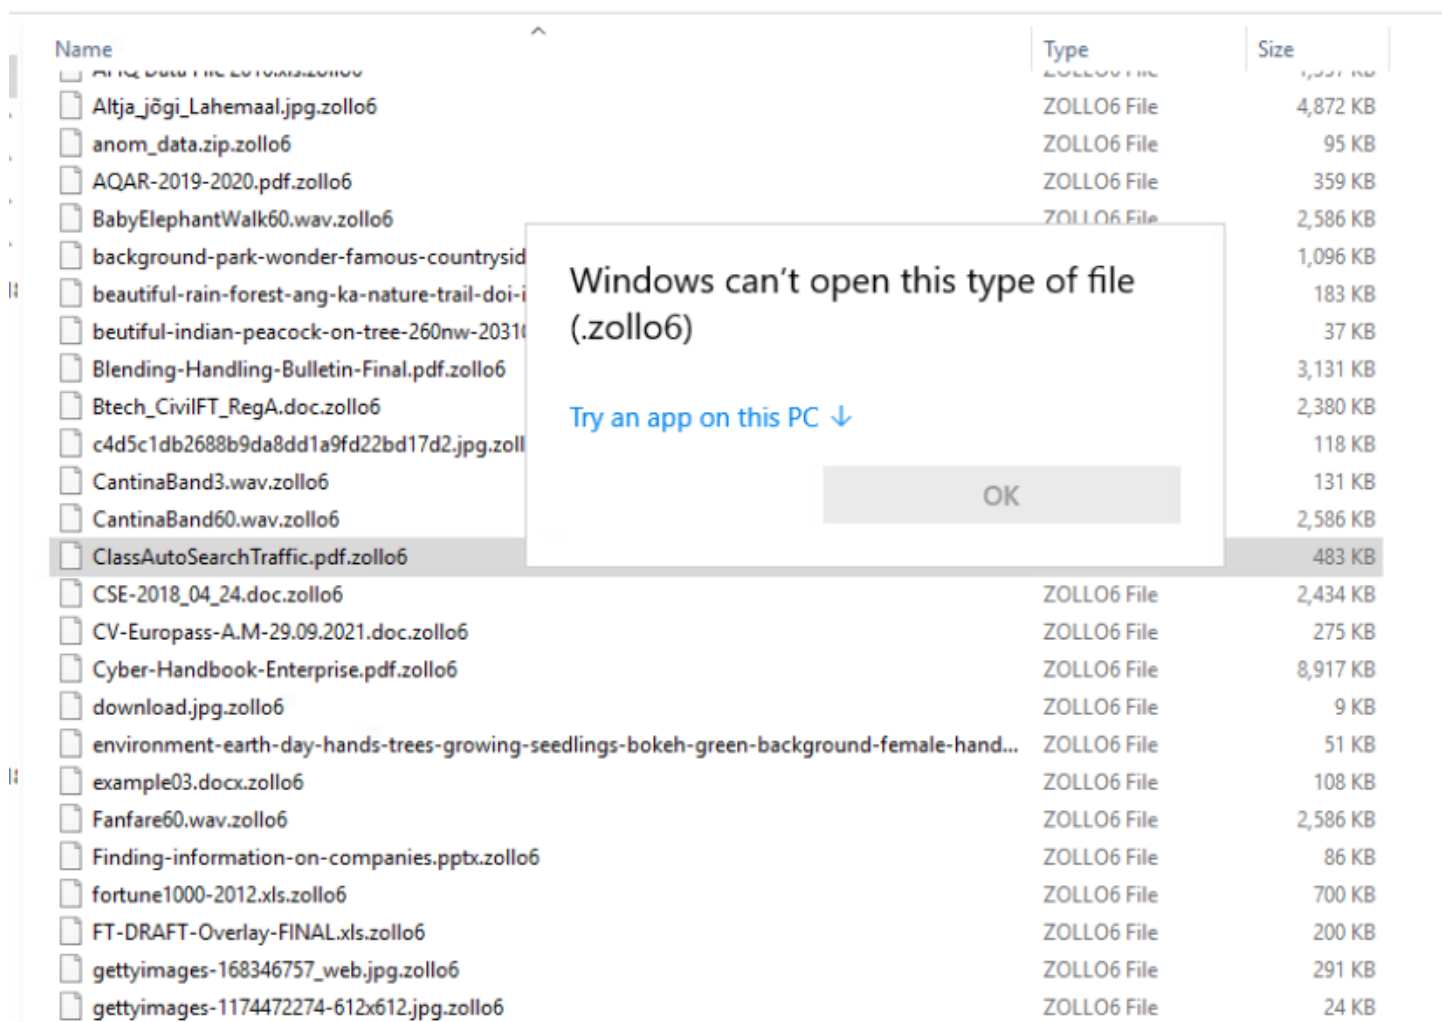 Name Type Size
Altja_jõgi_Lahemaal.jpg.zollo6 ZOLLO6 File 4,872 KB
anom_data.zip.zollo6 ZOLLO6 File 95 KB
AQAR-2019-2020.pdf.zollo6 ZOLLO6 File 359 KB
BabyElephantWalk60.wav.zollo6 ZOLLO6 File 2,586 KB
background-park-wonder-famous-countrysid 1,096 KB
beautiful-rain-forest-ang-ka-nature-trail-doi-i 183 KB
beutiful-indian-peacock-on-tree-260nw-2031 37 KB
Blending-Handling-Bulletin-Final.pdf.zollo6 3,131 KB
Btech_CivilFT_RegA.doc.zollo6 2,380 KB
c4d5c1db2688b9da8dd1a9fd22bd17d2.jpg.zoll 118 KB
CantinaBand3.wav.zollo6 131 KB
CantinaBand60.wav.zollo6 2,586 KB
ClassAutoSearchTraffic.pdf.zollo6 483 KB
CSE-2018_04_24.doc.zollo6 ZOLLO6 File 2,434 KB
CV-Europass-A.M-29.09.2021.doc.zollo6 ZOLLO6 File 275 KB
Cyber-Handbook-Enterprise.pdf.zollo6 ZOLLO6 File 8,917 KB
download.jpg.zollo6 ZOLLO6 File 9 KB
environment-earth-day-hands-trees-growing-seedlings-bokeh-green-background-female-hand... ZOLLO6 File 51 KB
example03.docx.zollo6 ZOLLO6 File 108 KB
Fanfare60.wav.zollo6 ZOLLO6 File 2,586 KB
Finding-information-on-companies.pptx.zollo6 ZOLLO6 File 86 KB
fortune1000-2012.xls.zollo6 ZOLLO6 File 700 KB
FT-DRAFT-Overlay-FINAL.xls.zollo6 ZOLLO6 File 200 KB
gettyimages-168346757_web.jpg.zollo6 ZOLLO6 File 291 KB
gettyimages-1174472274-612x612.jpg.zollo6 ZOLLO6 File 24 KB
Windows can't open this type of file
(.zollo6)
Try an app on this PC ↓
OK